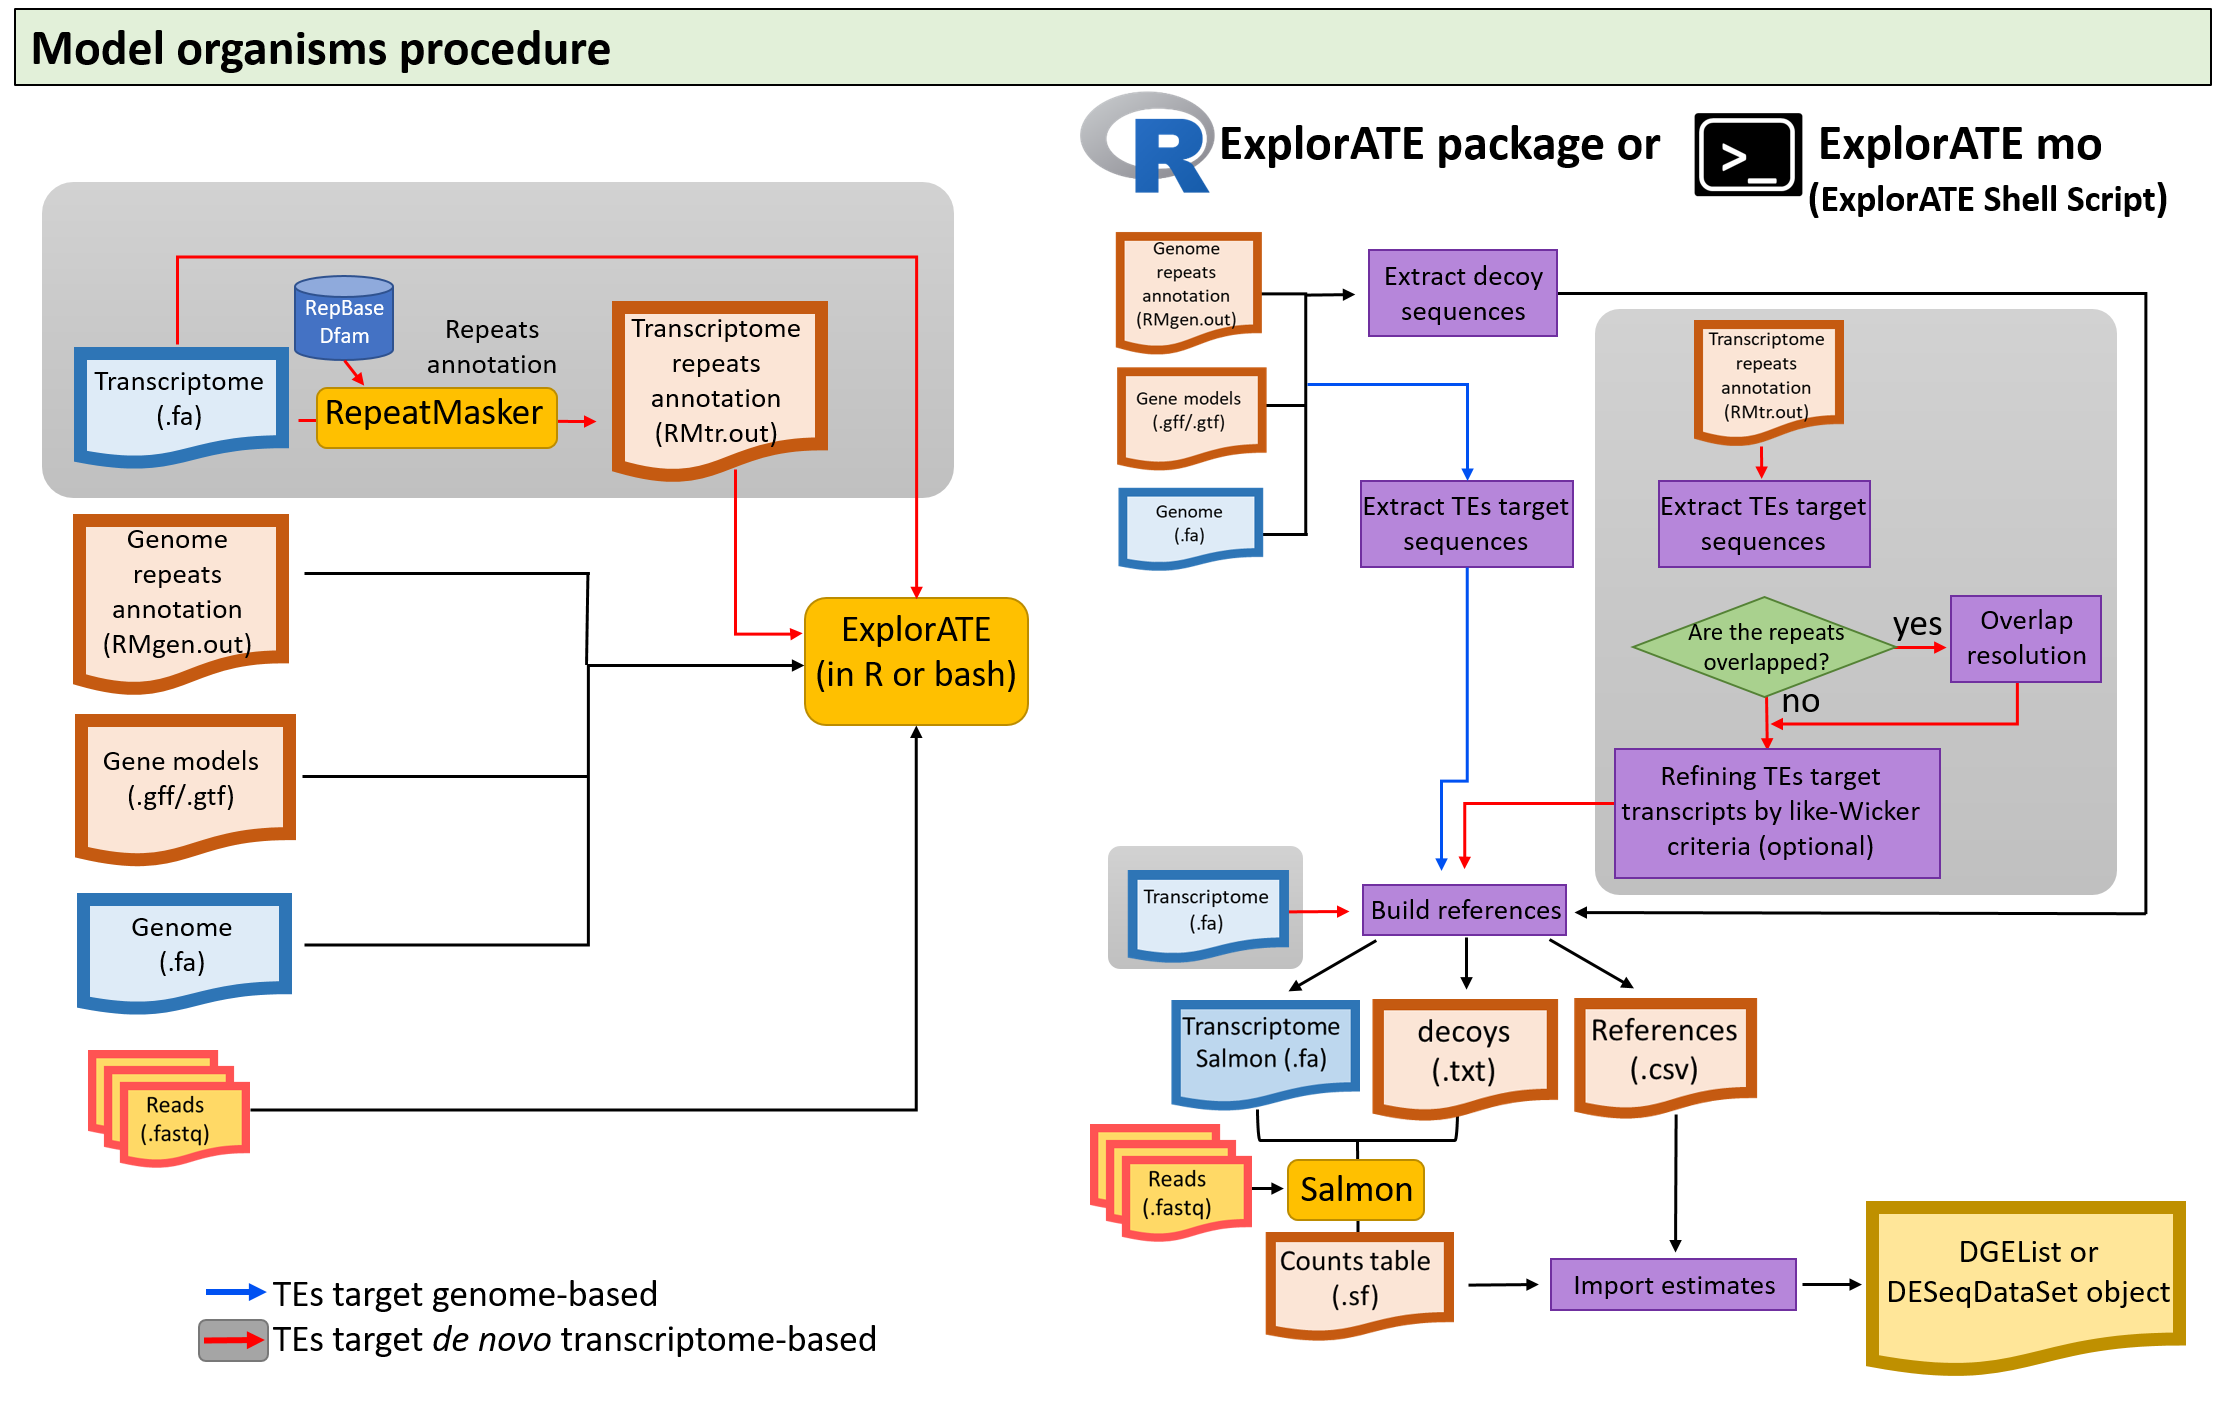 Model organisms procedure
R
ExplorATE package or
>_
ExplorATE mo
(ExplorATE Shell Script)
RepBase
Dfam
Repeats
annotation
Transcriptome
(.fa)
RepeatMasker
Transcriptome
repeats
annotation
(RMtr.out)
Genome
repeats
annotation
(RMgen.out)
Gene models
(.gff/.gtf)
Genome
(.fa)
Reads
(.fastq)
ExplorATE
(in R or bash)
TEs target genome-based
TEs target de novo transcriptome-based
Genome
repeats
annotation
(RMgen.out)
Gene models
(.gff/.gtf)
Genome
(.fa)
Extract decoy
sequences
Extract TEs target
sequences
Transcriptome
repeats
annotation
(RMtr.out)
Extract TEs target
sequences
Are the repeats
overlapped?
yes
Overlap
resolution
no
Refining TEs target
transcripts by like-Wicker
criteria (optional)
Transcriptome
(.fa)
Build references
Transcriptome
Salmon (.fa)
decoys
(.txt)
References
(.csv)
Reads
(.fastq)
Salmon
Counts table
(.sf)
Import estimates
DGEList or
DESeqDataSet object